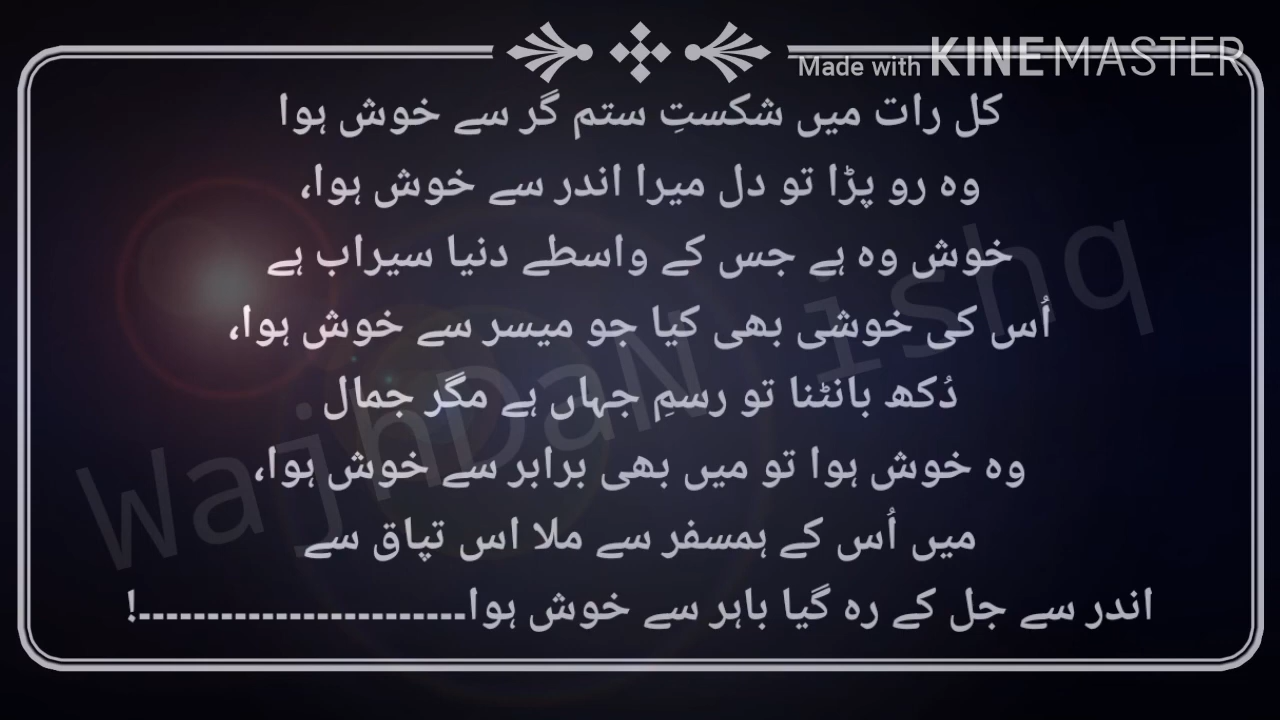 Made with KINEMASTER
کل رات میں شکستِ ستم گر سے خوش ہوا
وہ رو پڑا تو دل میرا اندر سے خوش ہوا،
خوش وہ ہے جس کے واسطے دنیا سیراب ہے
اُس کی خوشی بھی کیا جو میسر سے خوش ہوا،
دُکھ بانٹنا تو رسمِ جہاں ہے مگر جمال
وہ خوش ہوا تو میں بھی برابر سے خوش ہوا،
میں اُس کے ہمسفر سے ملا اس تپاق سے
اندر سے جل کے رہ گیا باہر سے خوش ہوا------------------------!
WajhDaN ishq